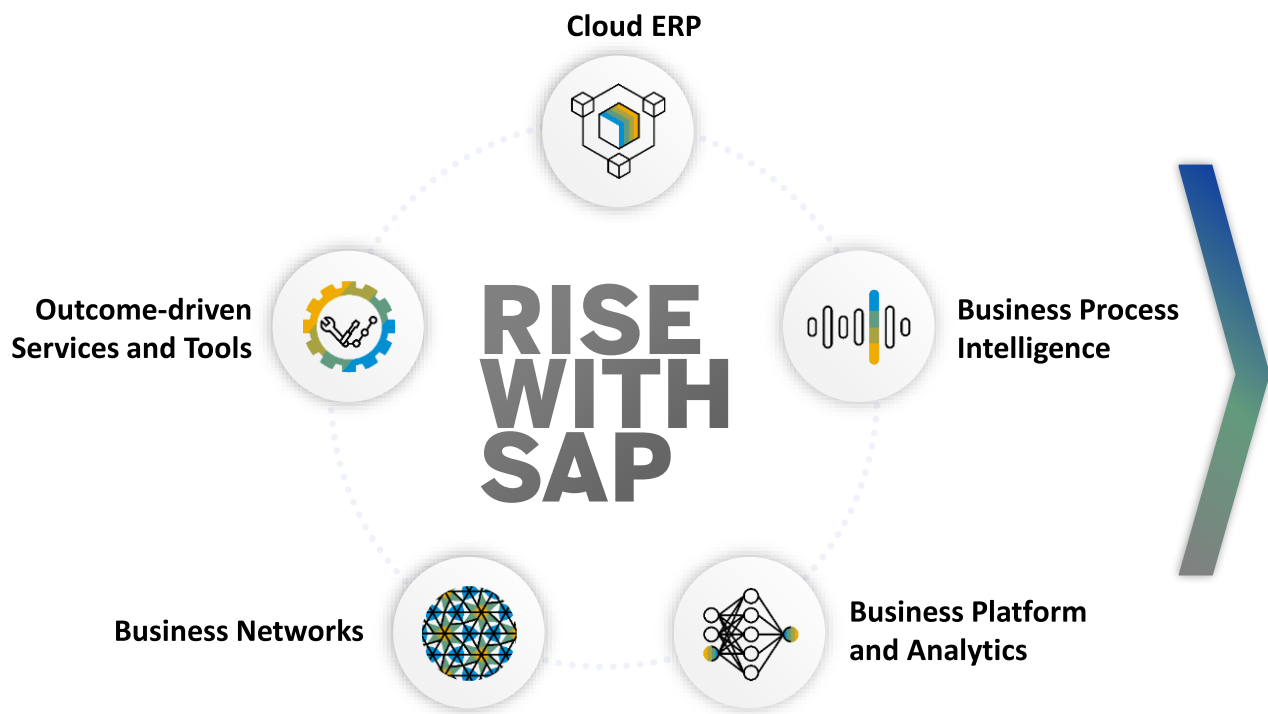 Cloud ERP
Outcome-driven
Services and Tools
RISE
WITH
SAP
Business Process
Intelligence
Business Networks
Business Platform
and Analytics